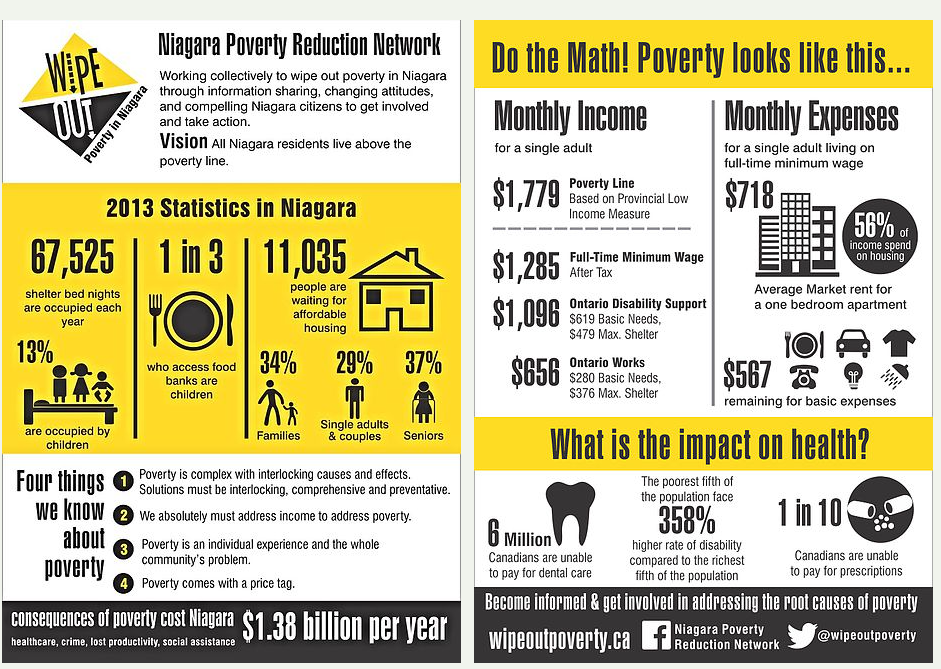 WIPE
OUT
Poverty in Niagara
Niagara Poverty Reduction Network
Working collectively to wipe out poverty in Niagara
through information sharing, changing attitudes,
and compelling Niagara citizens to get involved
and take action.
Vision All Niagara residents live above the
poverty line.
2013 Statistics in Niagara
67,525
shelter bed nights
are occupied each
year
13%
are occupied by
children
1 in 3
who access food
banks are
children
11,035
people are
waiting for
affordable
housing
34%
Families
29%
Single adults
& couples
37%
Seniors
Four things
we know
about
poverty
1 Poverty is complex with interlocking causes and effects.
Solutions must be interlocking, comprehensive and preventative.
2 We absolutely must address income to address poverty.
3 Poverty is an individual experience and the whole
community's problem.
4 Poverty comes with a price tag.
consequences of poverty cost Niagara
healthcare, crime, lost productivity, social assistance
$1.38 billion per year
Do the Math! Poverty looks like this...
Monthly Income
for a single adult
$1,779
Poverty Line
Based on Provincial Low
Income Measure
$1,285
Full-Time Minimum Wage
After Tax
$1,096
Ontario Disability Support
$619 Basic Needs,
$479 Max. Shelter
$656
Ontario Works
$280 Basic Needs,
$376 Max. Shelter
Monthly Expenses
for a single adult living on
full-time minimum wage
$718
56% of
income spend
on housing
Average Market rent for
a one bedroom apartment
$567
remaining for basic expenses
What is the impact on health?
6 Million
Canadians are unable
to pay for dental care
The poorest fifth of
the population face
358%
higher rate of disability
compared to the richest
fifth of the population
1 in 10
Canadians are unable
to pay for prescriptions
Become informed & get involved in addressing the root causes of poverty
wipeoutpoverty.ca
f
Niagara Poverty
Reduction Network
@wipeoutpoverty